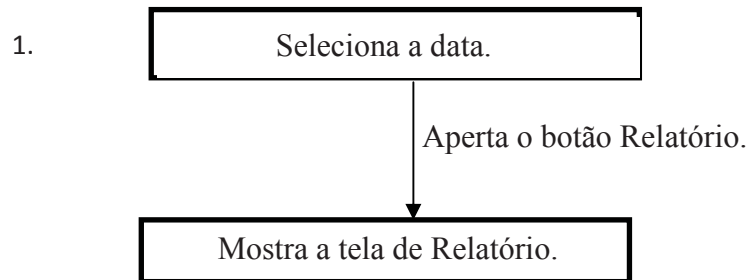 1.
Seleciona a data.
Aperta o botão Relatório.
Mostra a tela de Relatório.